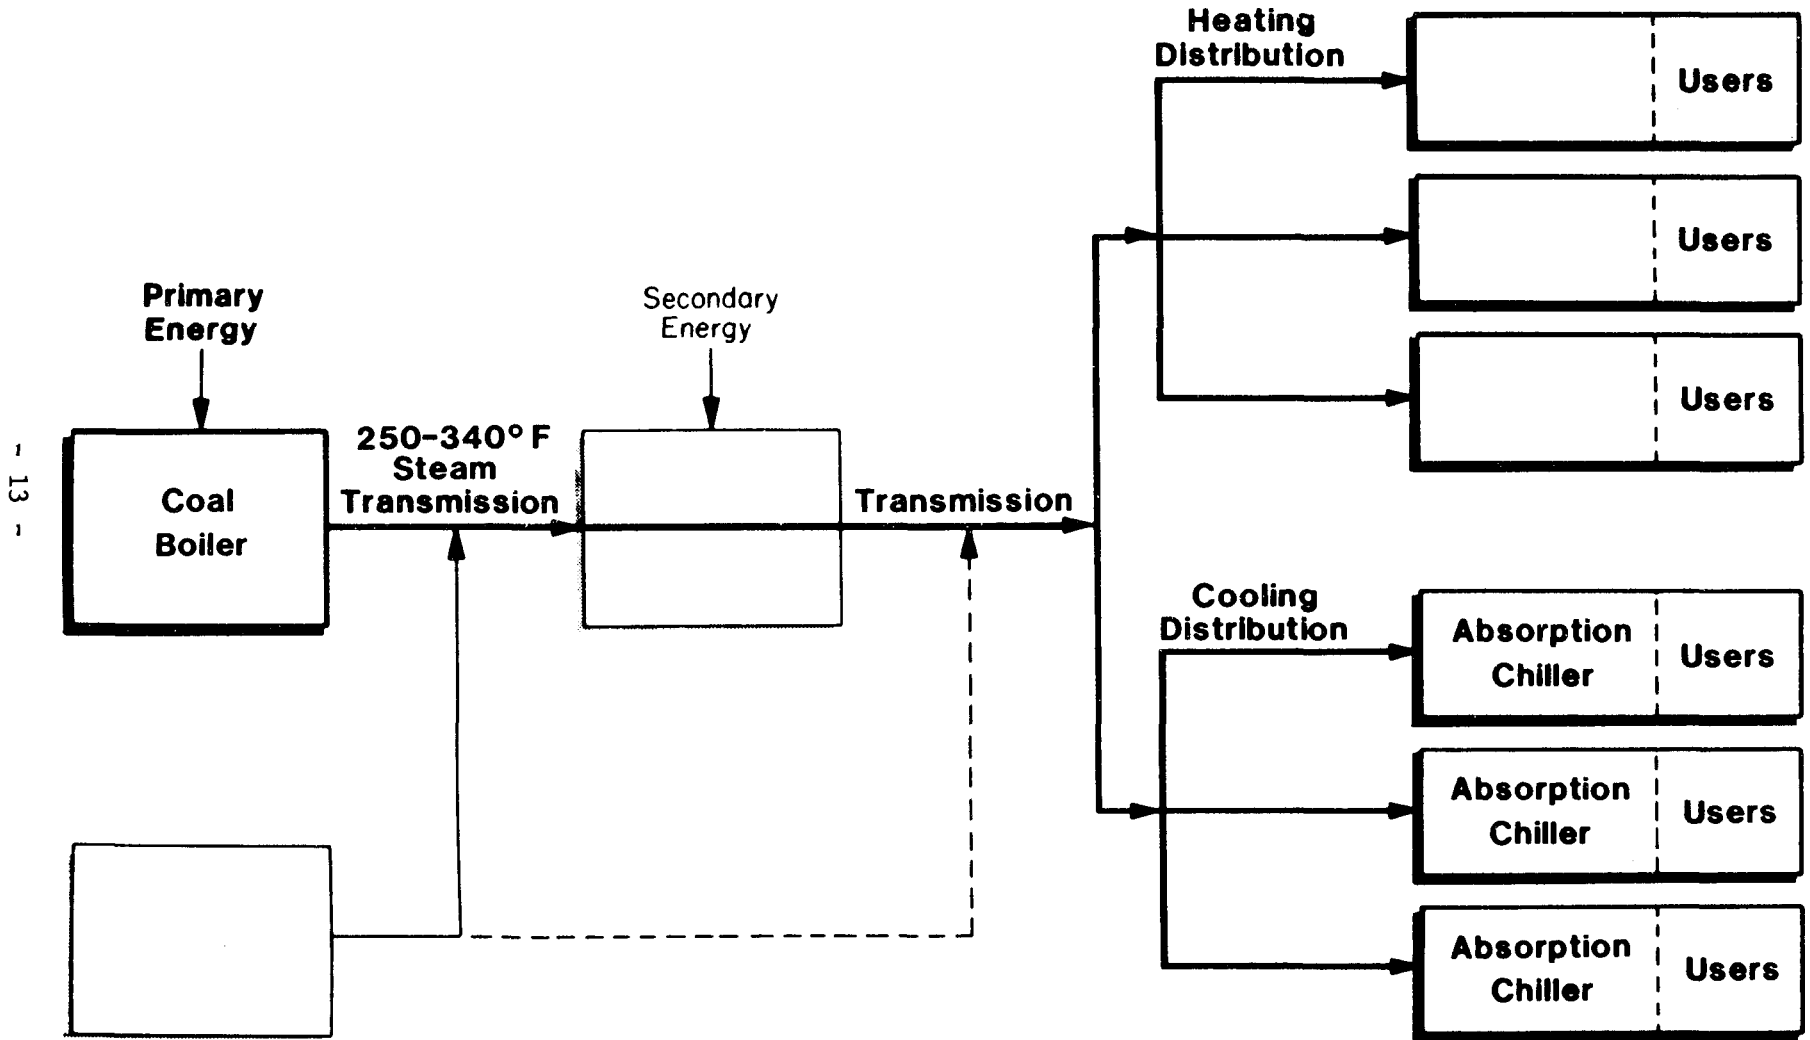 Heating
Distribution
Users
Users
Users
Primary
Energy
Secondary
Energy
Coal
Boiler
250-340° F
Steam
Transmission
Transmission
Cooling
Distribution
Absorption
Chiller
Users
Absorption
Chiller
Users
Absorption
Chiller
Users
- 13 -